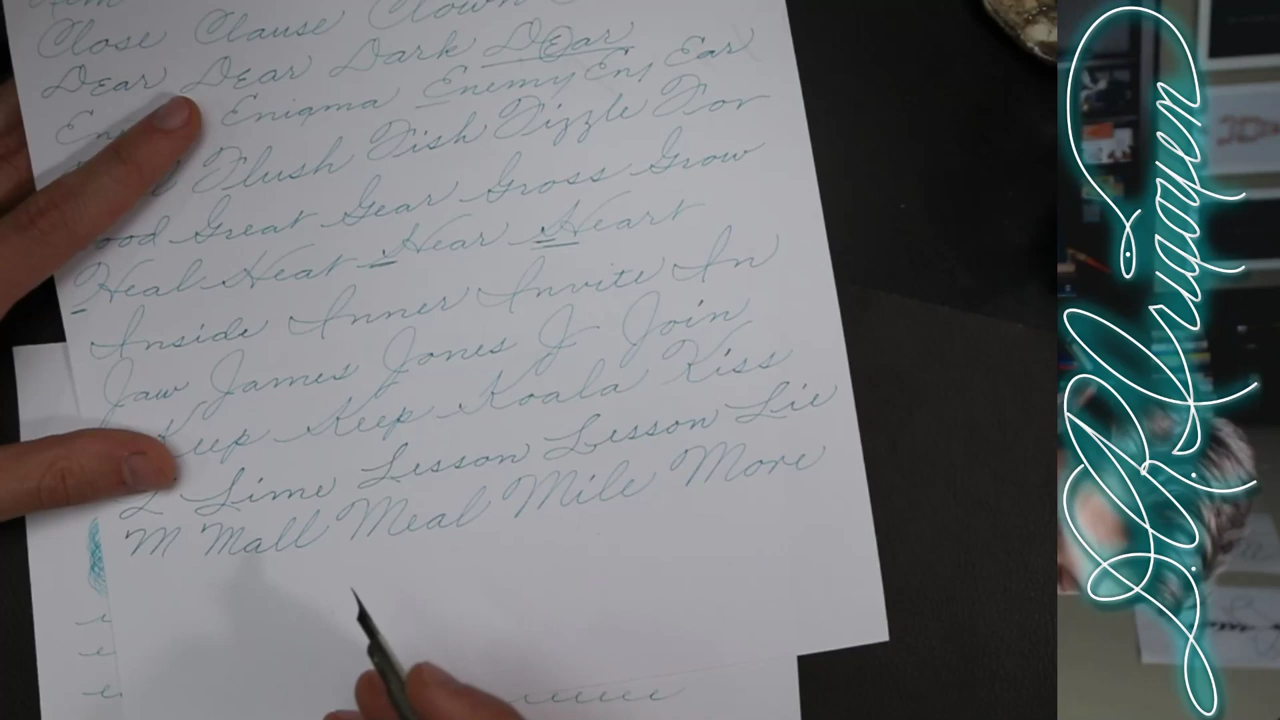 Close Clause Clown
Dear Dear Dark Dear
Enigma Enemy Ear
Flush Fish Fizzle For
ood Great Gear Gross Grow
Heal Heat Hear Heart
Inside Inner Invite In
Jaw James Jones J Join
Keep Keep Koala Kiss
L Lime Lesson Lesson Lie
M Mall Meal Mile More